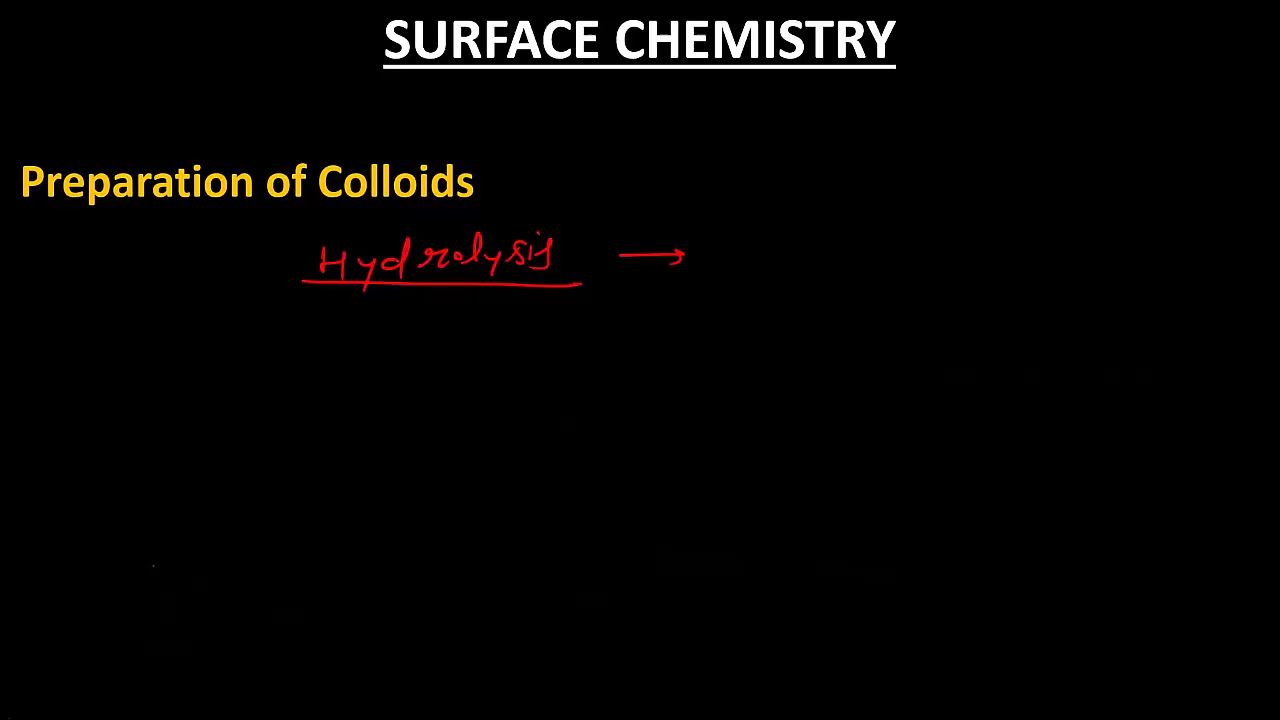 SURFACE CHEMISTRY
Preparation of Colloids
Hydrolysis →